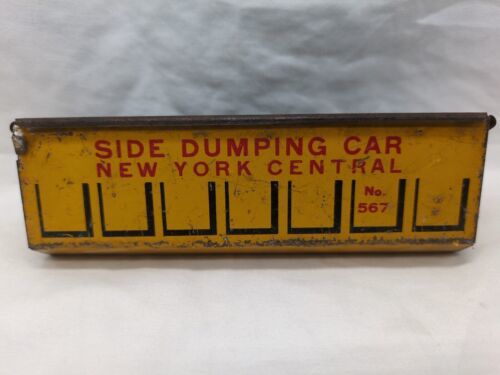 SIDE DUMPING CAR
NEW YORK CENTRAL
No.
567